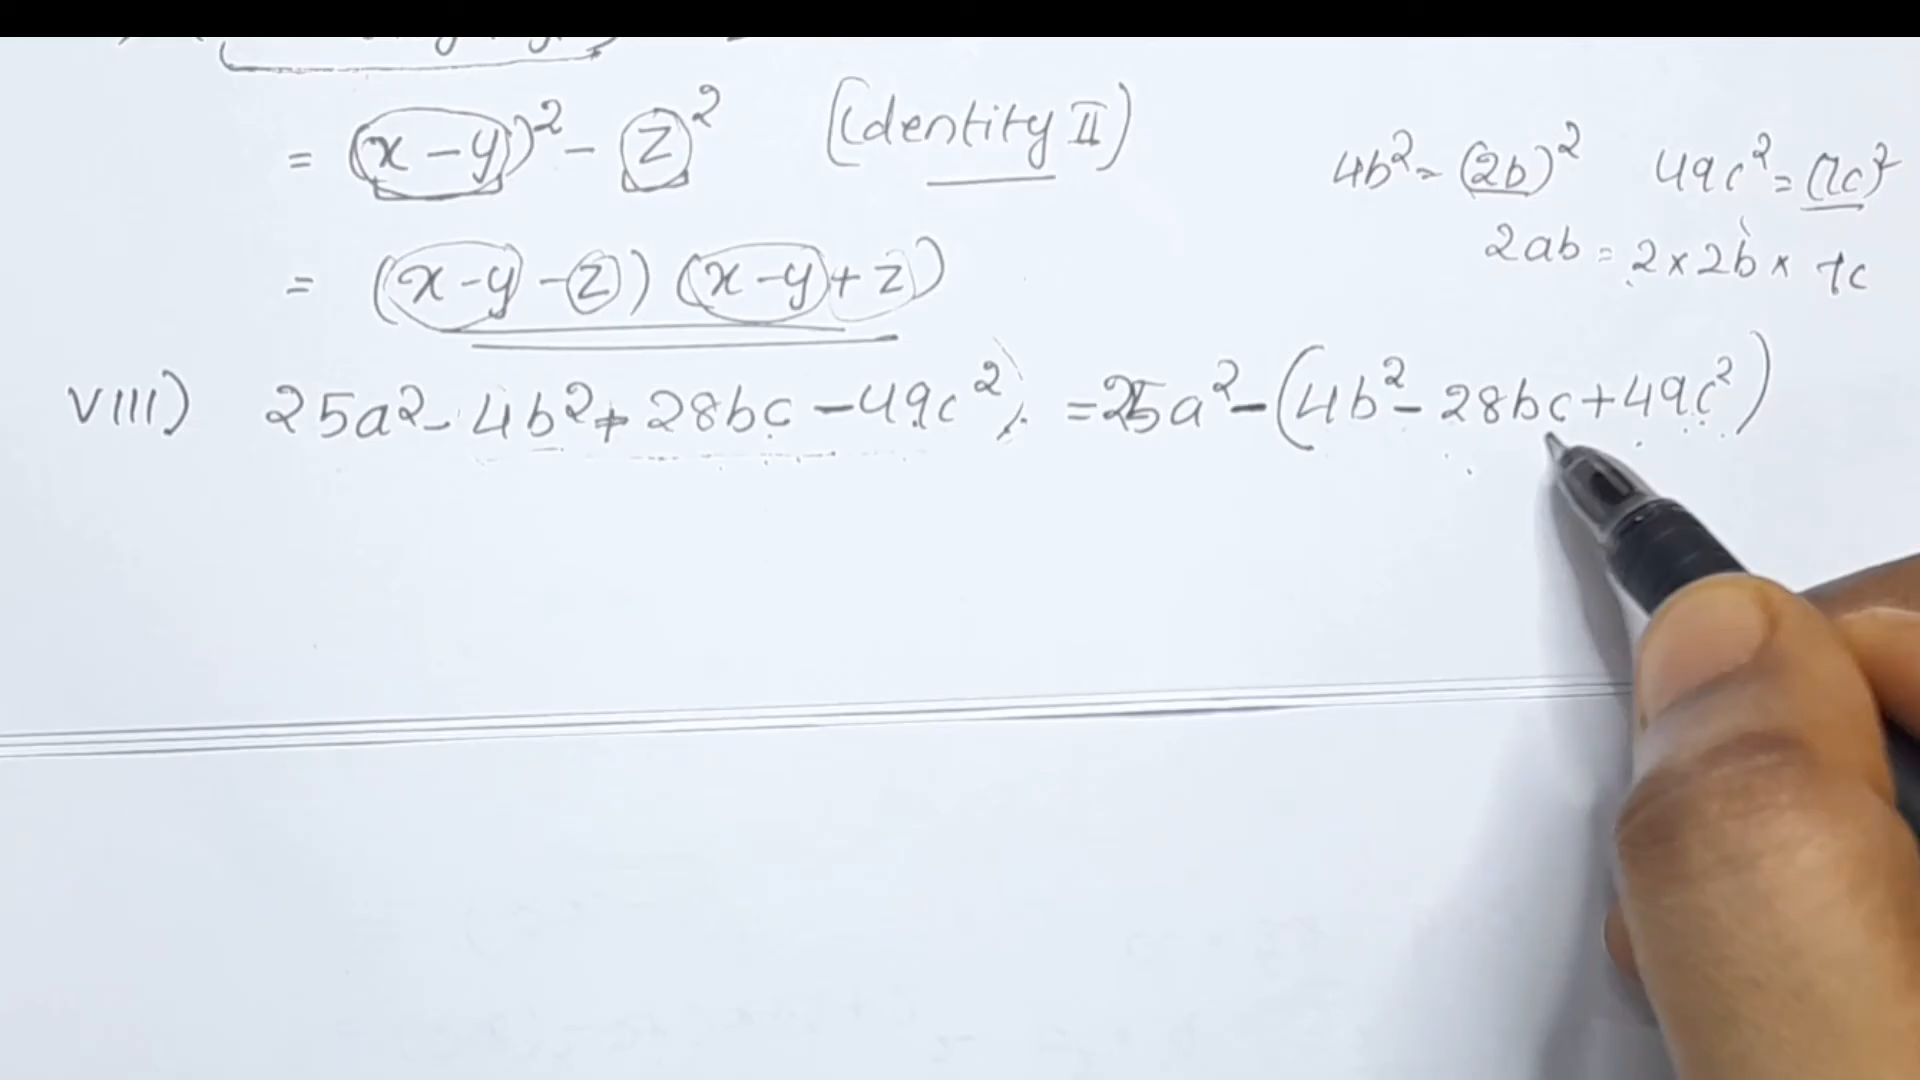 = (x-y)² - z² (Identity II)
= (x-y-z) (x-y+z)
4b² = (2b)² 49c² = (7c)²
2ab = 2 × 2b × 7c
VIII) 25a² - 4b² + 28bc - 49c² = 25a² - (4b² - 28bc + 49c²)